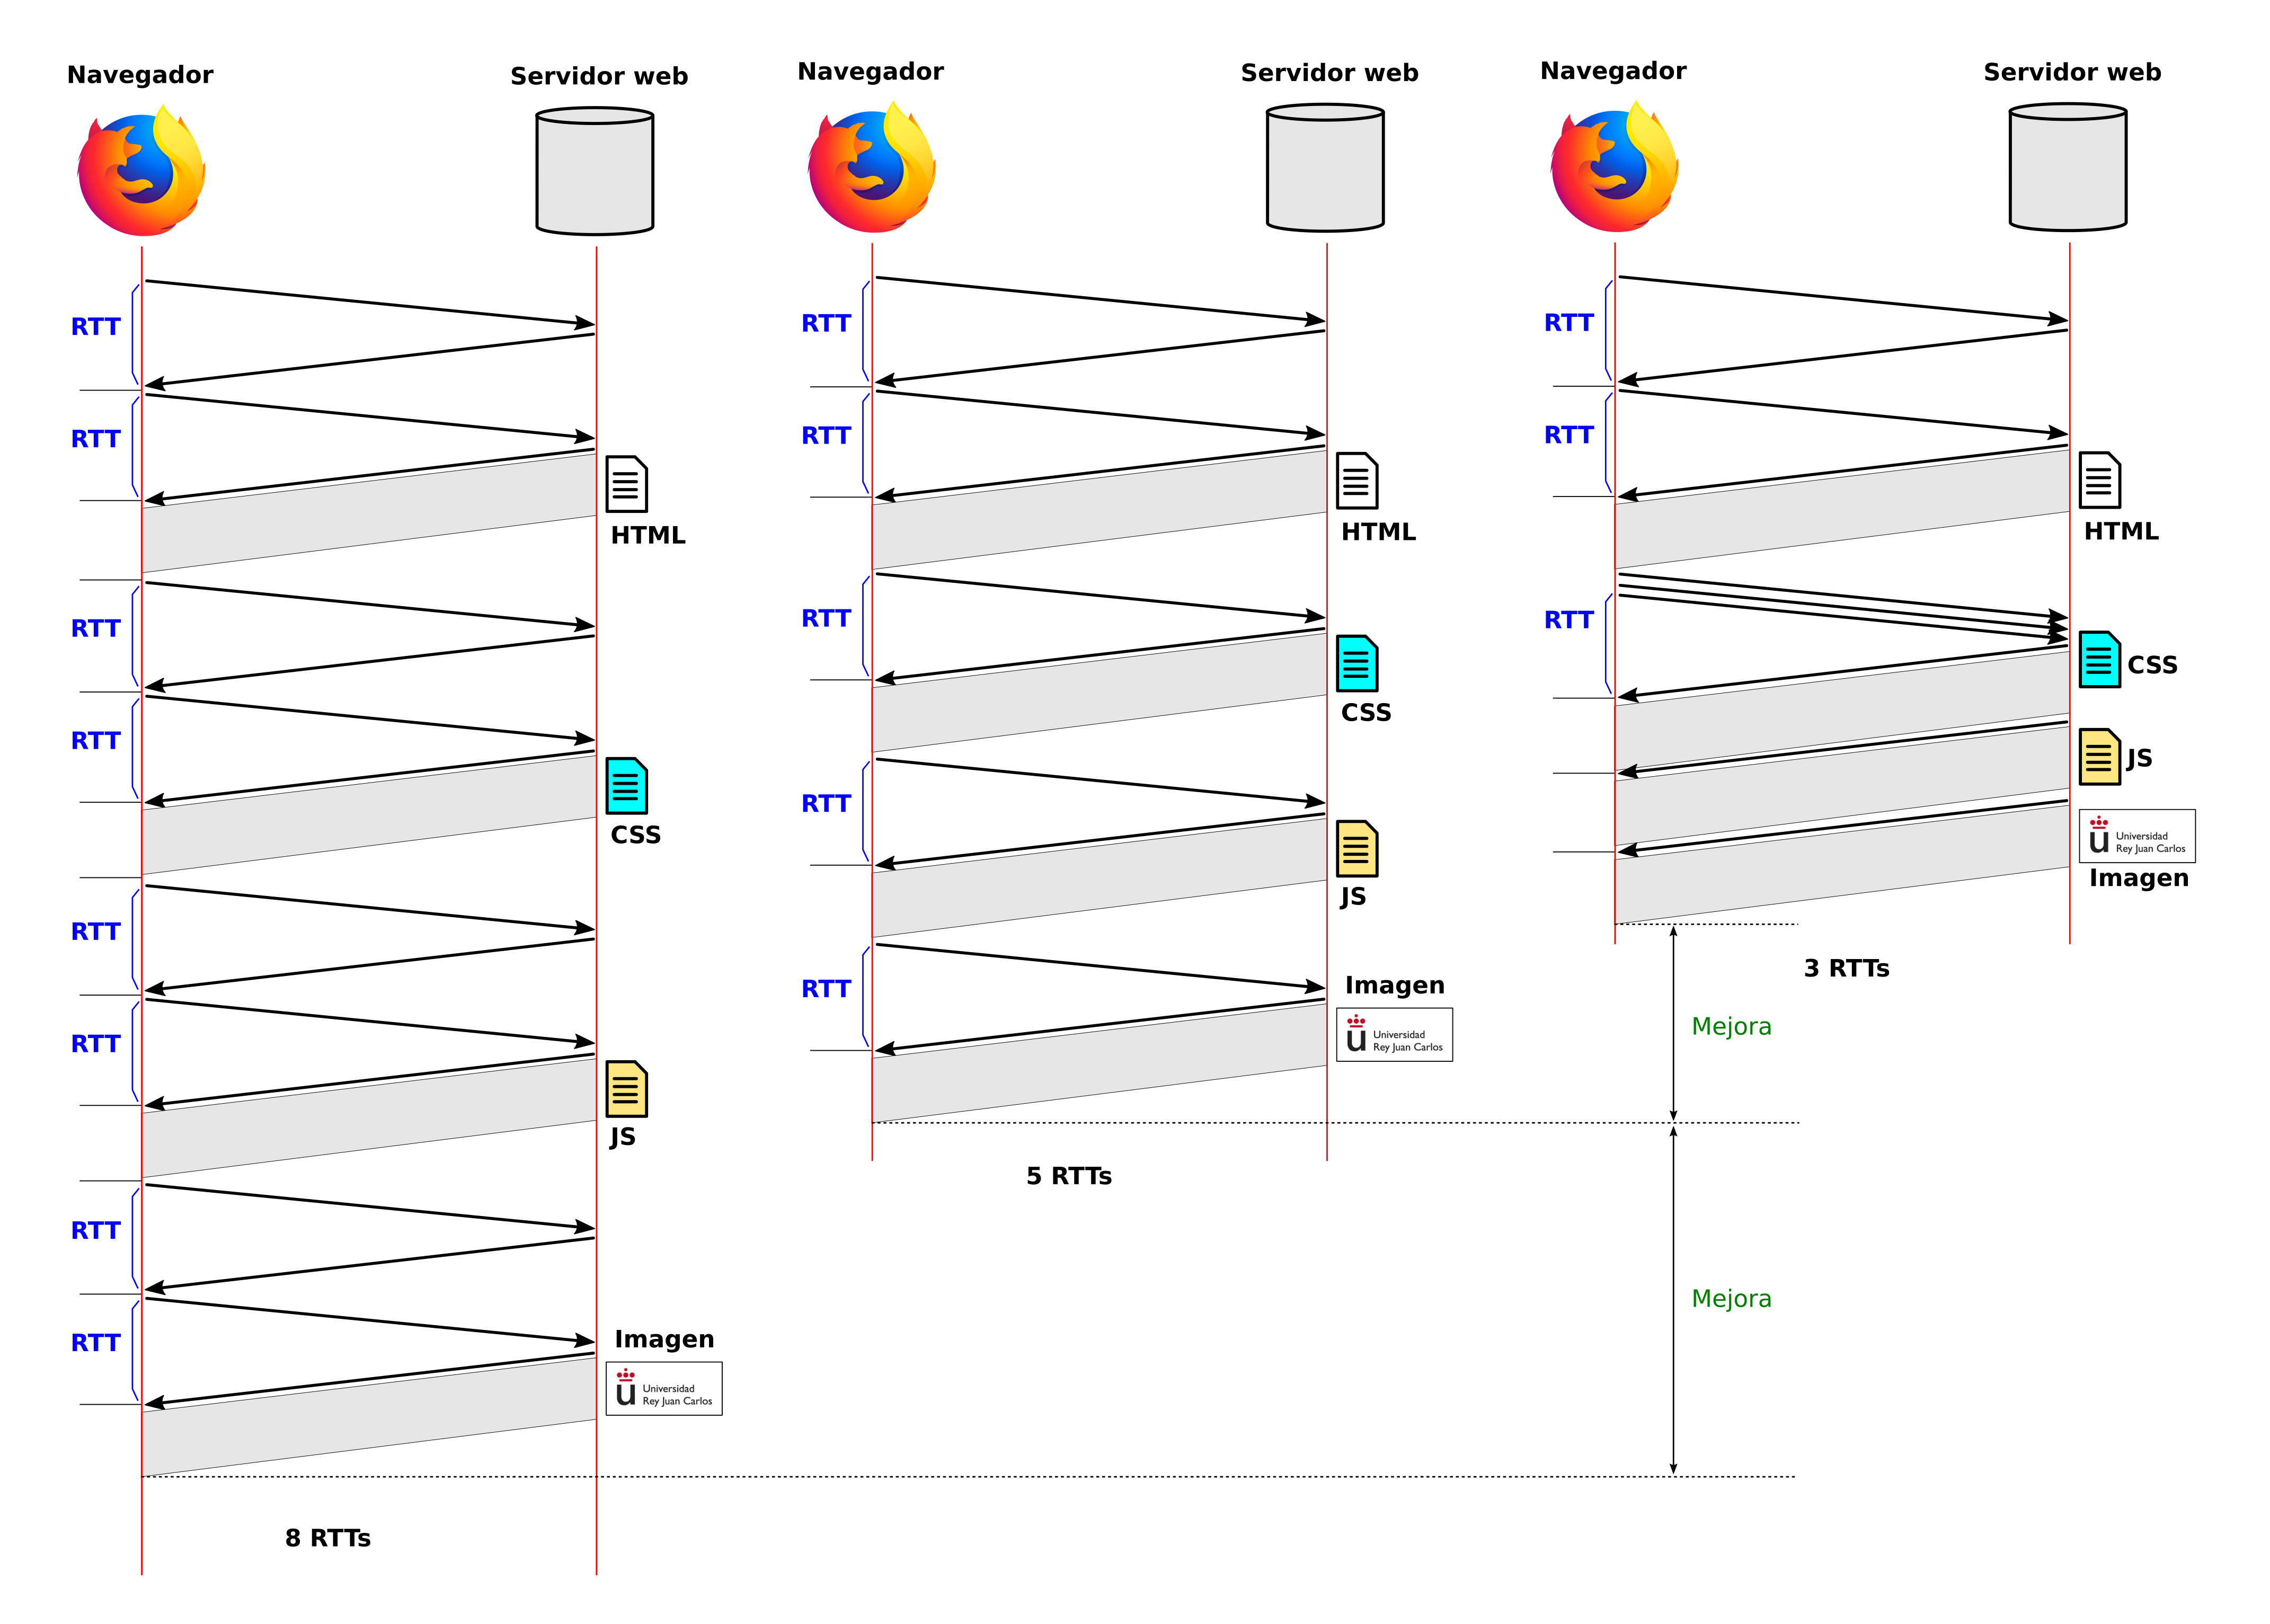 Navegador
Servidor web
RTT
RTT
HTML
RTT
RTT
CSS
RTT
RTT
JS
RTT
RTT
Imagen
u Universidad
Rey Juan Carlos
8 RTTs
Navegador
Servidor web
RTT
RTT
HTML
RTT
CSS
RTT
JS
RTT
Imagen
u Universidad
Rey Juan Carlos
5 RTTs
Navegador
Servidor web
RTT
RTT
HTML
RTT
CSS
JS
u Universidad
Rey Juan Carlos
Imagen
3 RTTs
Mejora
Mejora